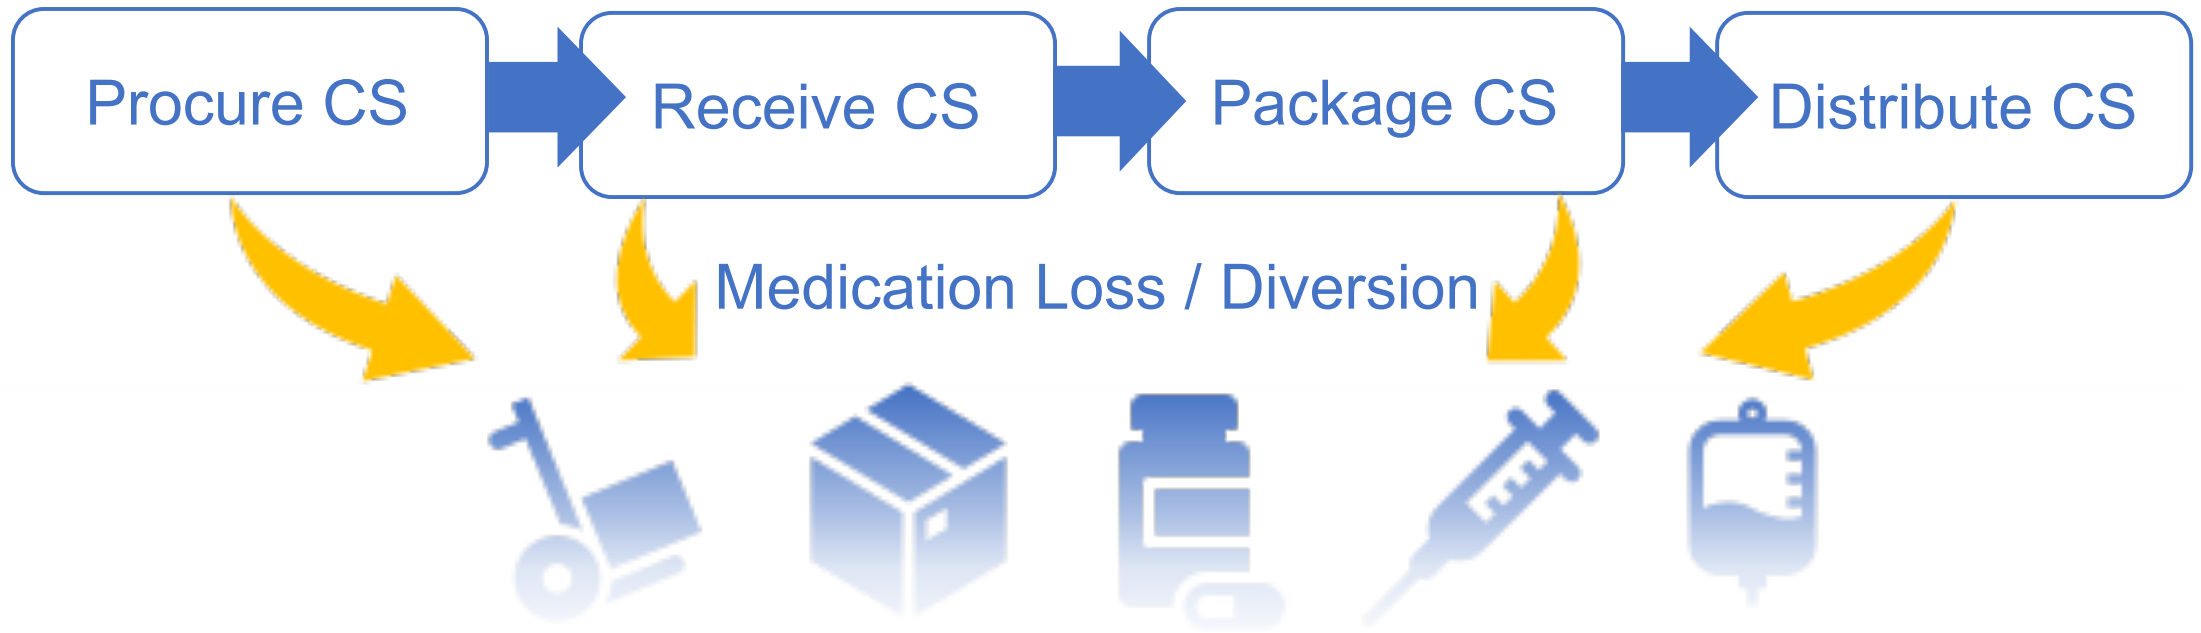 Procure CS
Receive CS
Package CS
Distribute CS
Medication Loss / Diversion